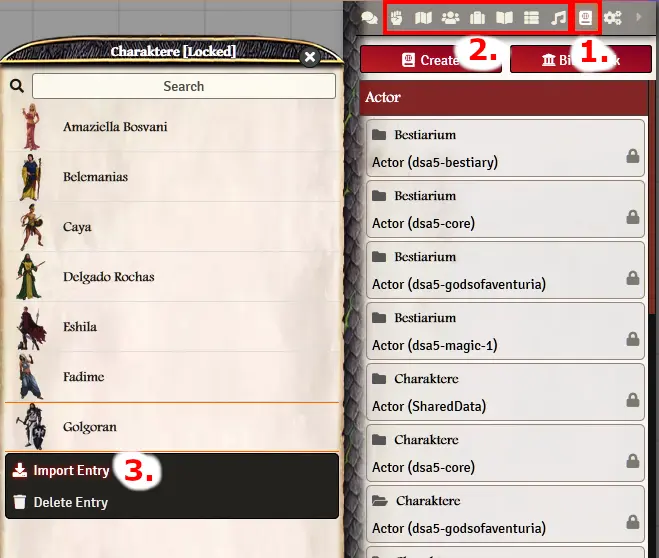 Charaktere [Locked]
Search
Amaziella Bosvani
Belemanias
Caya
Delgado Rochas
Eshila
Fadime
Golgoran
Import Entry
3.
Delete Entry
2.
1.
Create
Actor
Bestiarium
Actor (dsa5-bestiary)
Bestiarium
Actor (dsa5-core)
Bestiarium
Actor (dsa5-godsofaventuria)
Bestiarium
Actor (dsa5-magic-1)
Charaktere
Actor (SharedData)
Charaktere
Actor (dsa5-core)
Charaktere
Actor (dsa5-godsofaventuria)